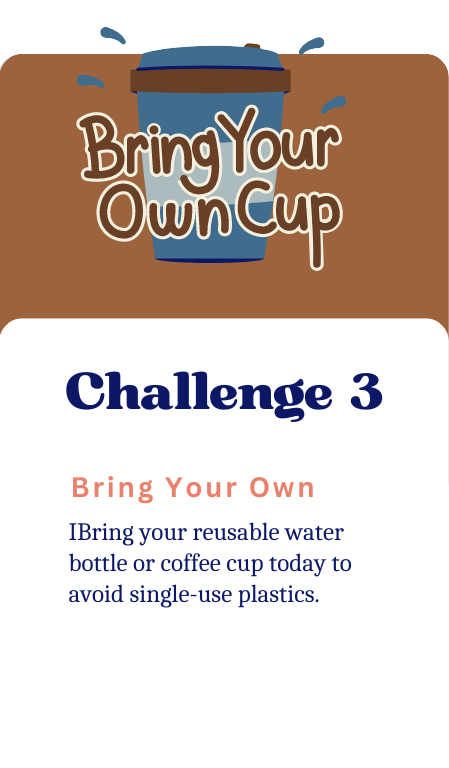 Bring Your
Own Cup
Challenge 3
Bring Your Own
IBring your reusable water
bottle or coffee cup today to
avoid single-use plastics.